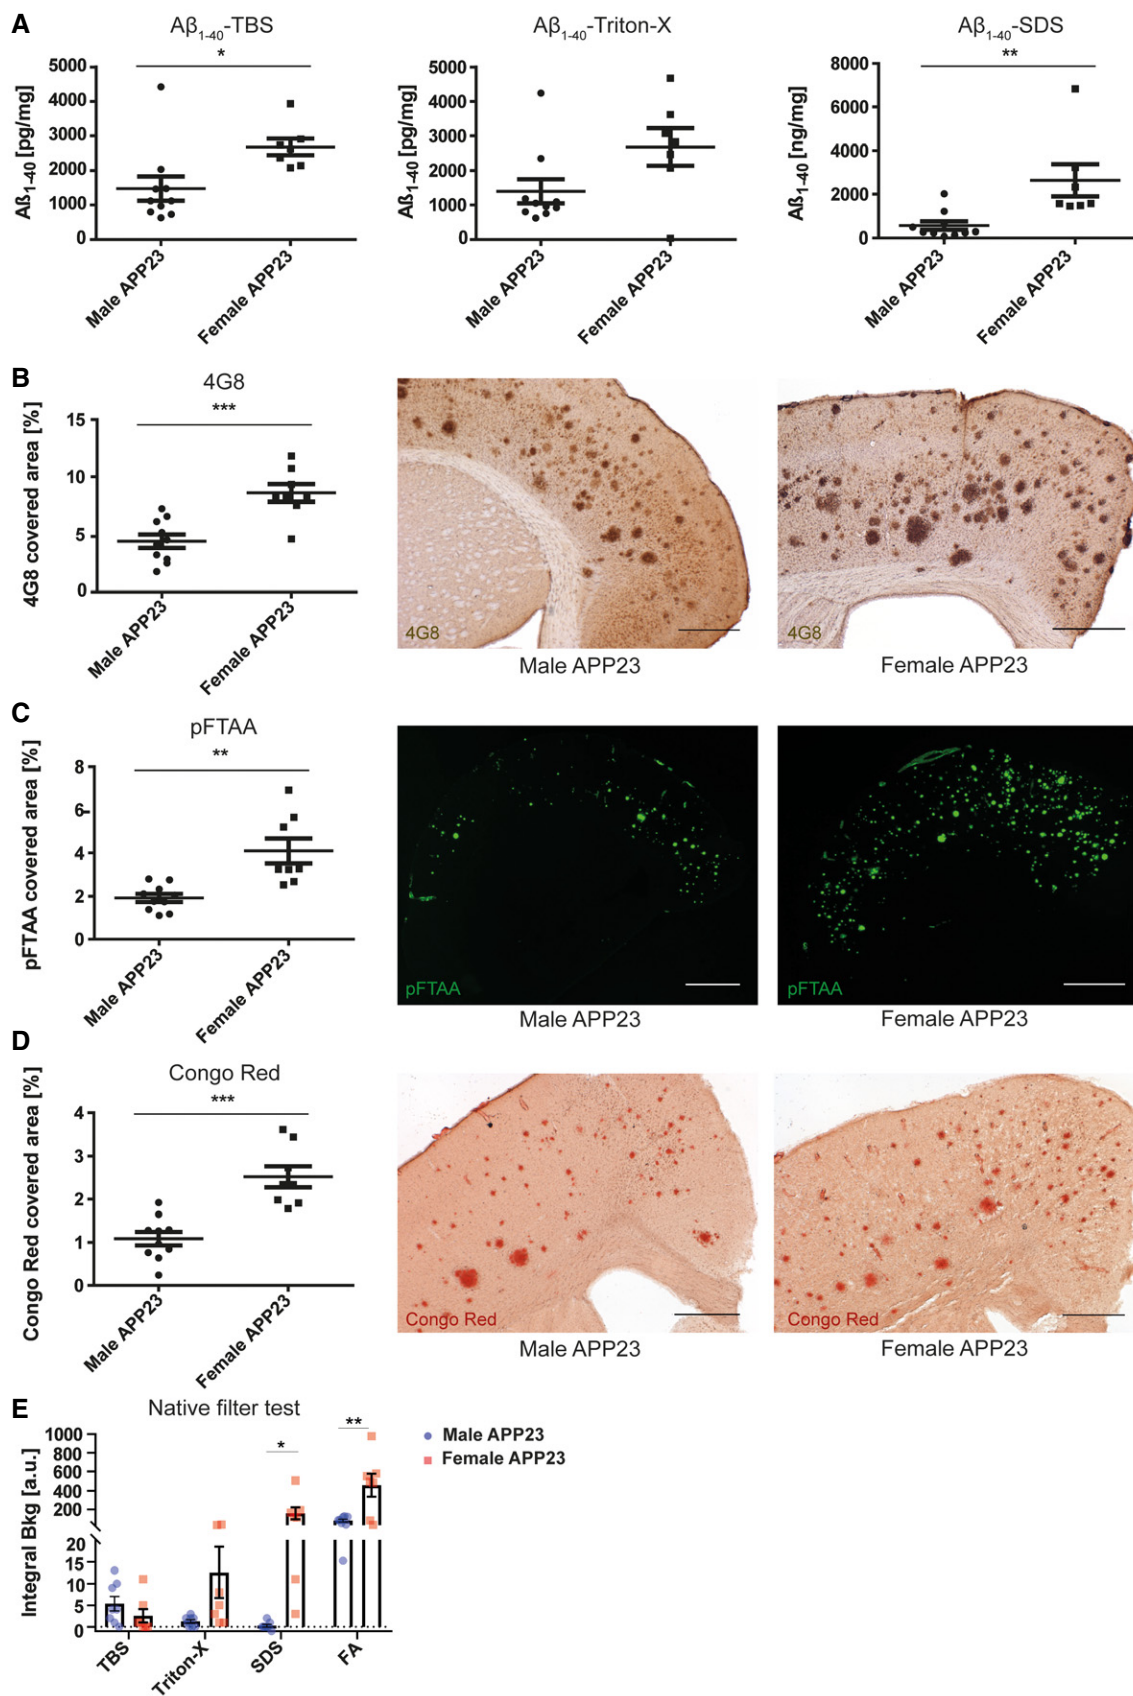 A
Aβ1-40-TBS
*
Aß1-40 [pg/mg]
5000
4000
3000
2000
1000
0
Male APP23
Female APP23
Aβ1-40-Triton-X
Aß1-40 [pg/mg]
5000
4000
3000
2000
1000
0
Male APP23
Female APP23
Aβ1-40-SDS
**
Aß1-40 [ng/mg]
8000
6000
4000
2000
0
Male APP23
Female APP23
B
4G8
***
4G8 covered area [%]
15
10
5
0
Male APP23
Female APP23
4G8
Male APP23
4G8
Female APP23
C
pFTAA
**
pFTAA covered area [%]
8
6
4
2
0
Male APP23
Female APP23
pFTAA
Male APP23
pFTAA
Female APP23
D
Congo Red
***
Congo Red covered area [%]
4
3
2
1
0
Male APP23
Female APP23
Congo Red
Male APP23
Congo Red
Female APP23
E
Native filter test
Integral Bkg [a.u.]
1000
800
600
400
200
20
15
10
5
0
*
**
TBS
Triton-X
SDS
FA
Male APP23
Female APP23